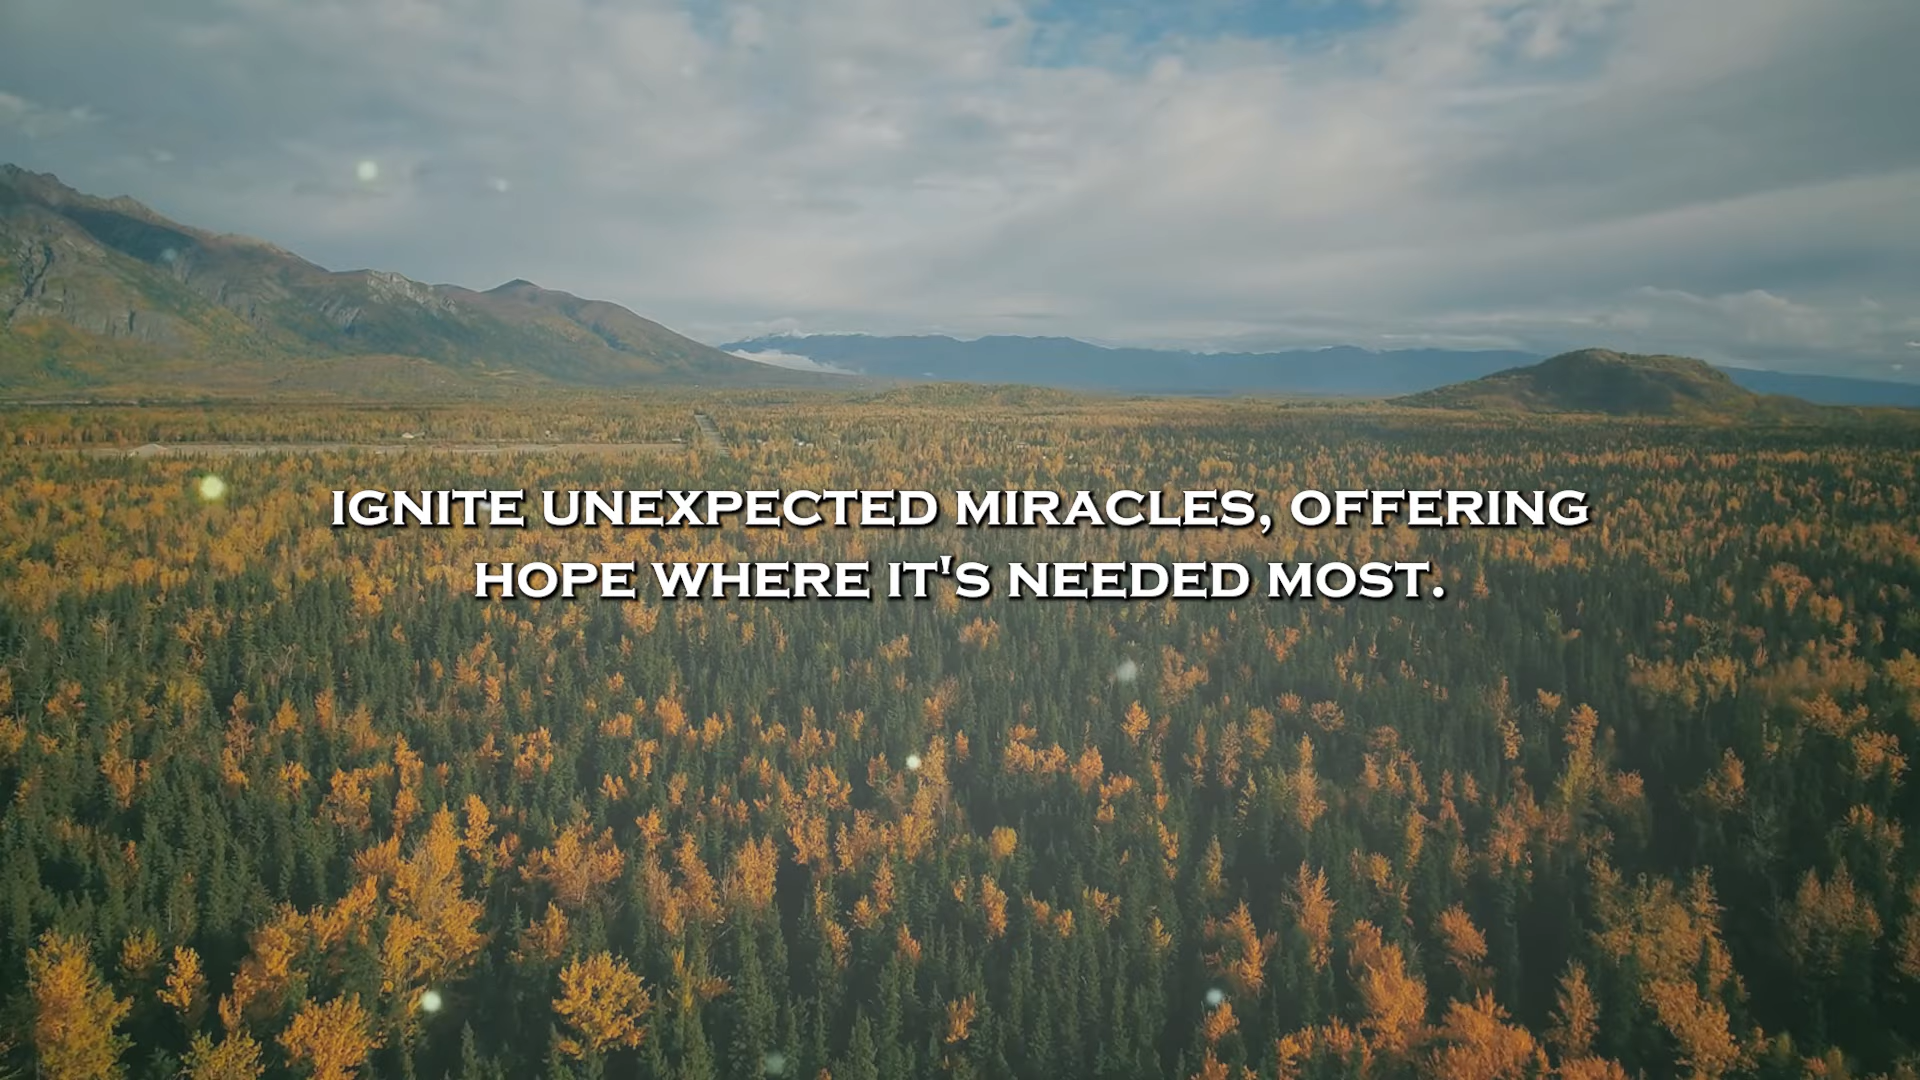 IGNITE UNEXPECTED MIRACLES, OFFERING
HOPE WHERE IT'S NEEDED MOST.